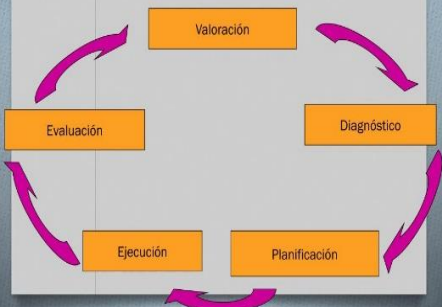 Valoración
Diagnóstico
Planificación
Ejecución
Evaluación